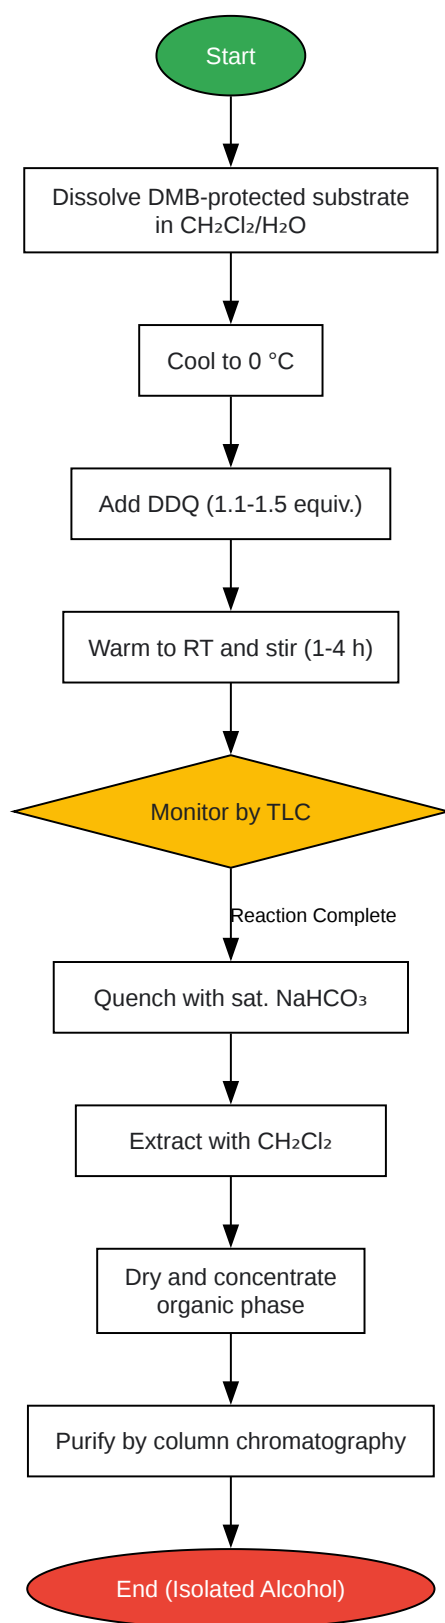 Start
Dissolve DMB-protected substrate
in CH₂Cl₂/H₂O
Cool to 0 °C
Add DDQ (1.1-1.5 equiv.)
Warm to RT and stir (1-4 h)
Monitor by TLC
Reaction Complete
Quench with sat. NaHCO₃
Extract with CH₂Cl₂
Dry and concentrate
organic phase
Purify by column chromatography
End (Isolated Alcohol)